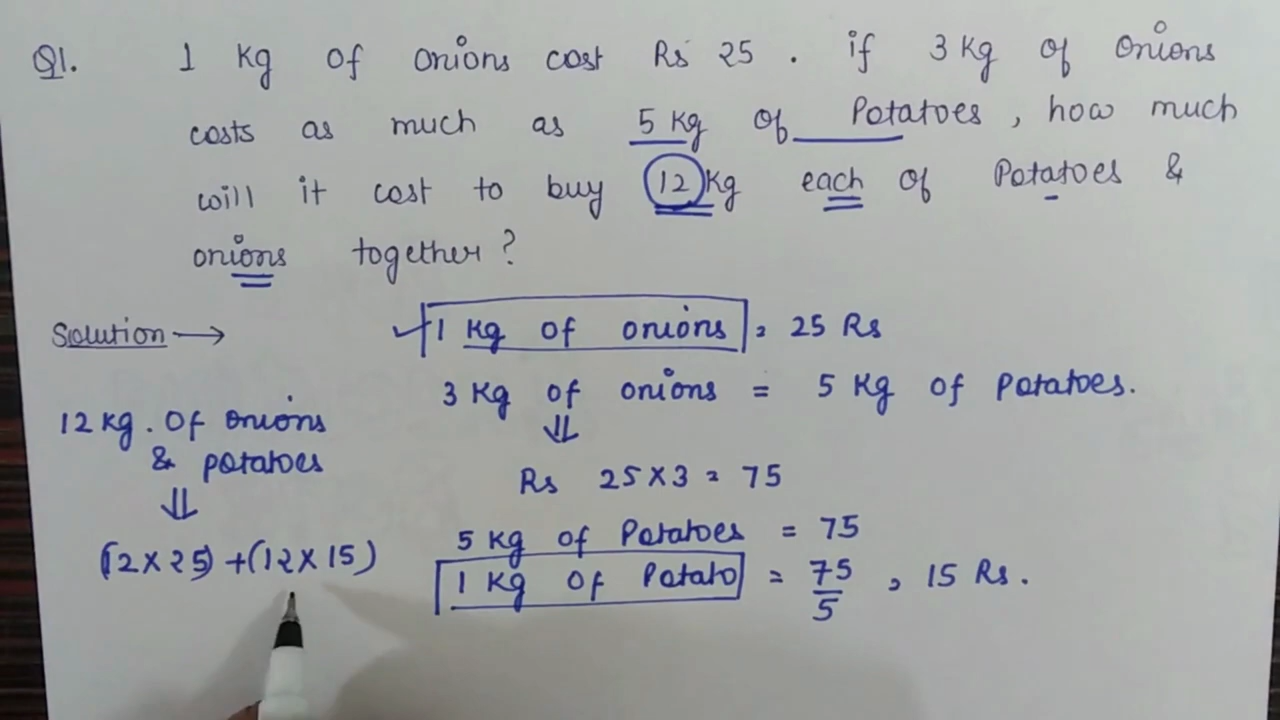 Q1. 1 Kg of onions cost Rs 25 . if 3 Kg of onions
costs as much as 5 Kg of Potatoes , how much
will it cost to buy 12 Kg each of Potatoes &
onions together ?
Solution → 1 Kg of onions = 25 Rs
3 Kg of onions = 5 Kg of Potatoes.
⇓
Rs 25 × 3 = 75
5 Kg of Potatoes = 75
1 Kg of Potato = 75/5 , 15 Rs .
12 Kg . Of onions
& potatoes
⇓
(12 × 25) + (12 × 15)